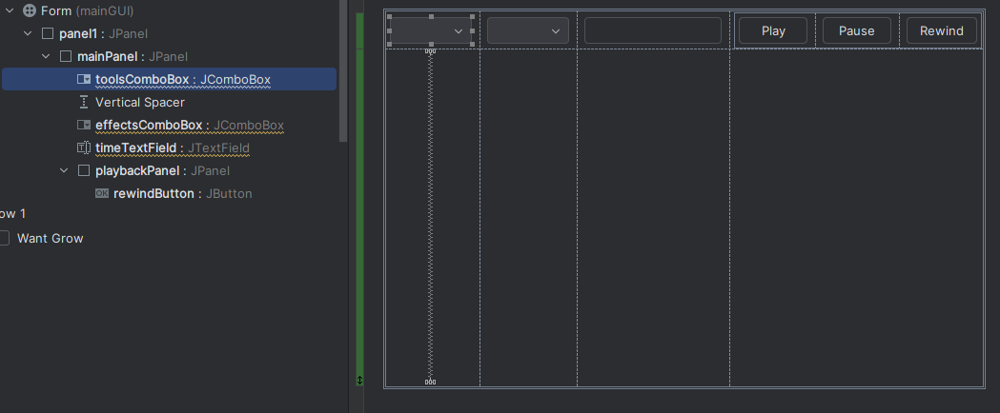 Form (mainGUI)
panel1 : JPanel
mainPanel : JPanel
toolsComboBox : JComboBox
Vertical Spacer
effectsComboBox : JComboBox
timeTextField : JTextField
playbackPanel : JPanel
OK rewindButton : JButton
ow 1
Want Grow
Play Pause Rewind